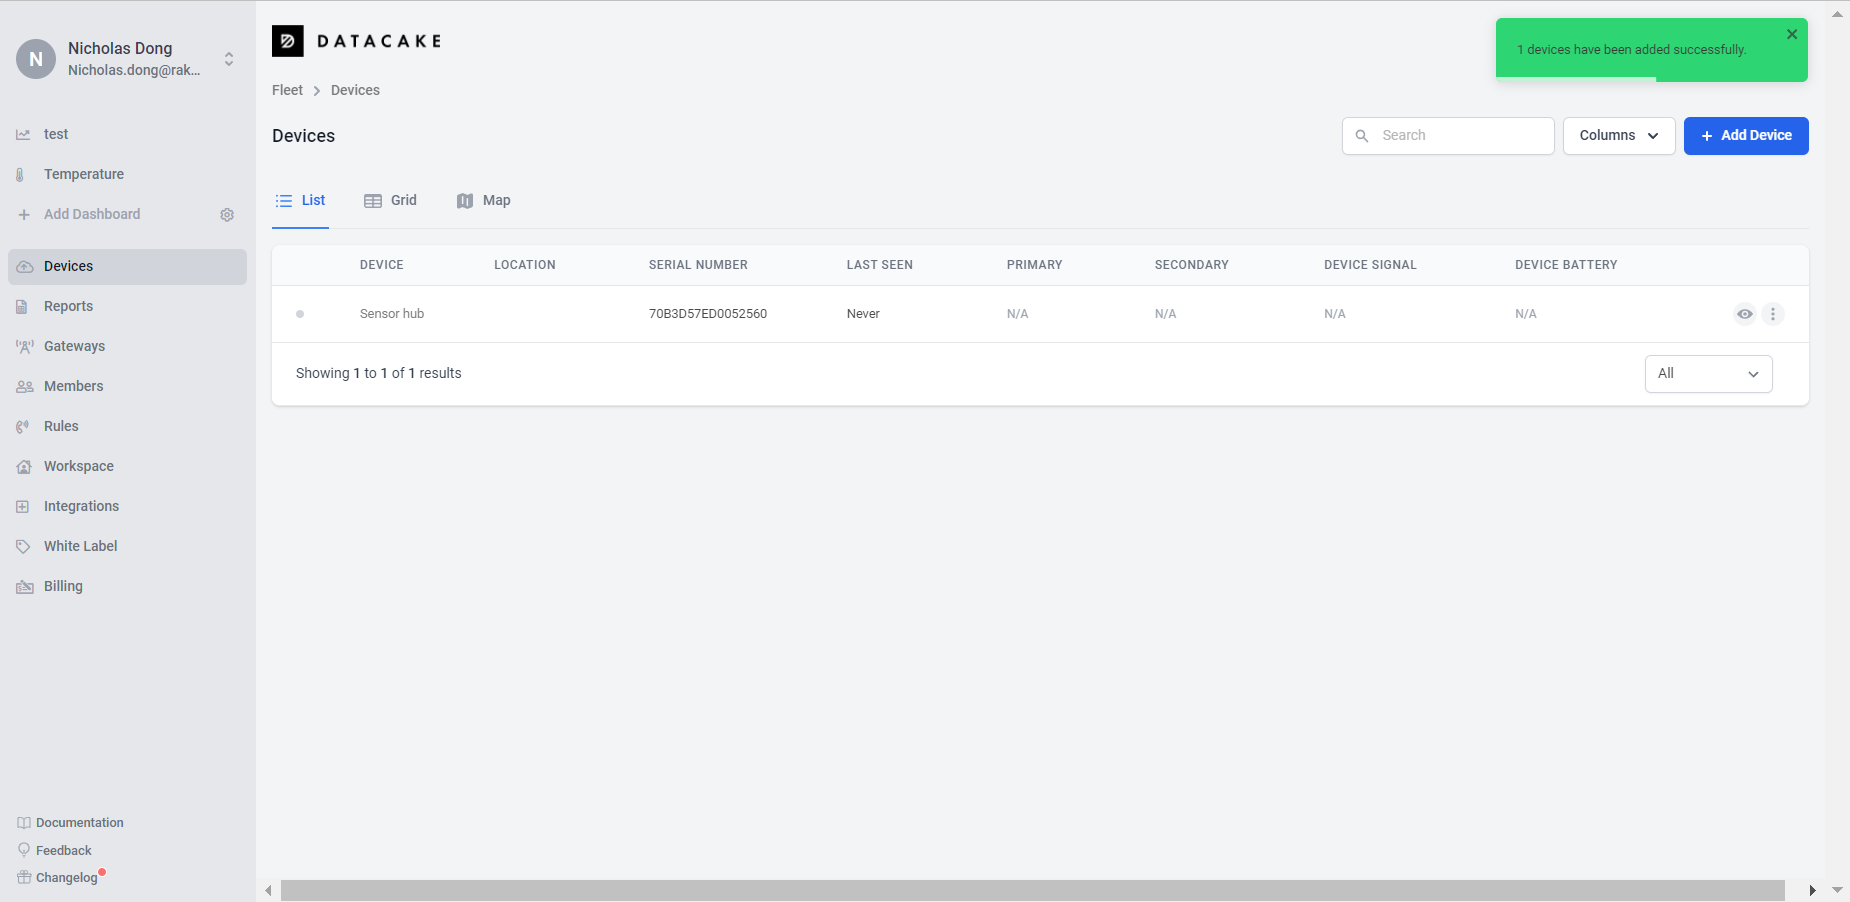 N
Nicholas Dong
Nicholas.dong@rak...
test
Temperature
Add Dashboard
Devices
Reports
Gateways
Members
Rules
Workspace
Integrations
White Label
Billing
Documentation
Feedback
Changelog
DATACAKE
1 devices have been added successfully.
Fleet > Devices
Devices
Search
Columns
+ Add Device
List Grid Map
DEVICE LOCATION SERIAL NUMBER LAST SEEN PRIMARY SECONDARY DEVICE SIGNAL DEVICE BATTERY
Sensor hub 70B3D57ED0052560 Never N/A N/A N/A N/A
Showing 1 to 1 of 1 results
All